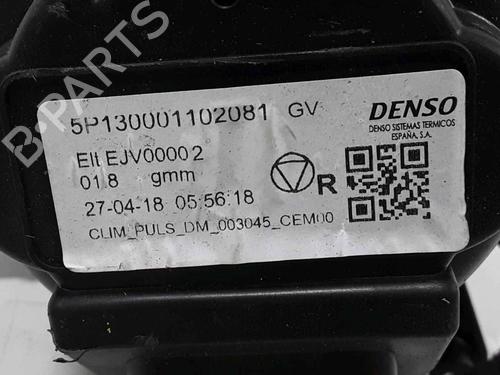 5P130001102081 GV
DENSO
DENSO SISTEMAS TERMICOS
ESPAÑA, S.A.
EJV00002
01.8 gmm
R
27-04-18 05:56:18
CLIM_PULS_DM_003045_CEM00
B-PARTS